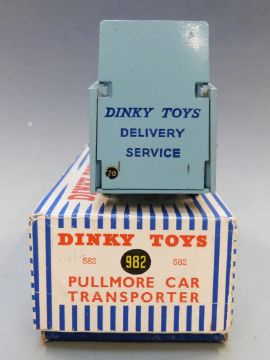 DINKY TOYS
DELIVERY
SERVICE
20
DINKY TOYS
582 982 582
PULLMORE CAR
TRANSPORTER